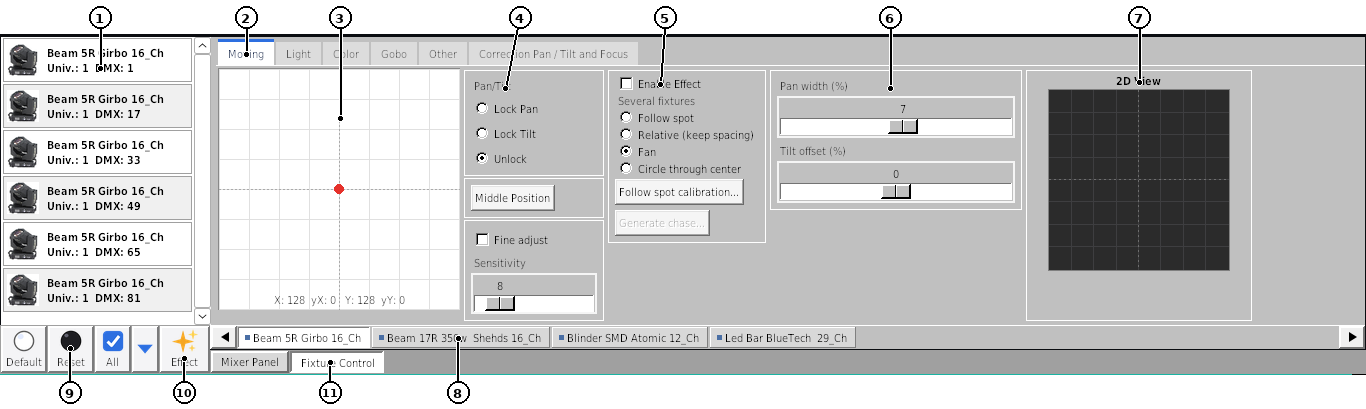 1
2
3
4
5
6
7
Beam 5R Girbo 16_Ch
Univ.: 1 DMX: 1
Beam 5R Girbo 16_Ch
Univ.: 1 DMX: 17
Beam 5R Girbo 16_Ch
Univ.: 1 DMX: 33
Beam 5R Girbo 16_Ch
Univ.: 1 DMX: 49
Beam 5R Girbo 16_Ch
Univ.: 1 DMX: 65
Beam 5R Girbo 16_Ch
Univ.: 1 DMX: 81
Default
Reset
All
Effect
Moving
Light
Color
Gobo
Other
Correction Pan / Tilt and Focus
X: 128 yX: 0 Y: 128 yY: 0
Pan/Tilt
Lock Pan
Lock Tilt
Unlock
Middle Position
Fine adjust
Sensitivity
8
Enable Effect
Several fixtures
Follow spot
Relative (keep spacing)
Fan
Circle through center
Follow spot calibration...
Generate chase...
Pan width (%)
7
Tilt offset (%)
0
2D View
Beam 5R Girbo 16_Ch
Beam 17R 350w Shehds 16_Ch
Blinder SMD Atomic 12_Ch
Led Bar BlueTech 29_Ch
Mixer Panel
Fixture Control
9
10
11
8